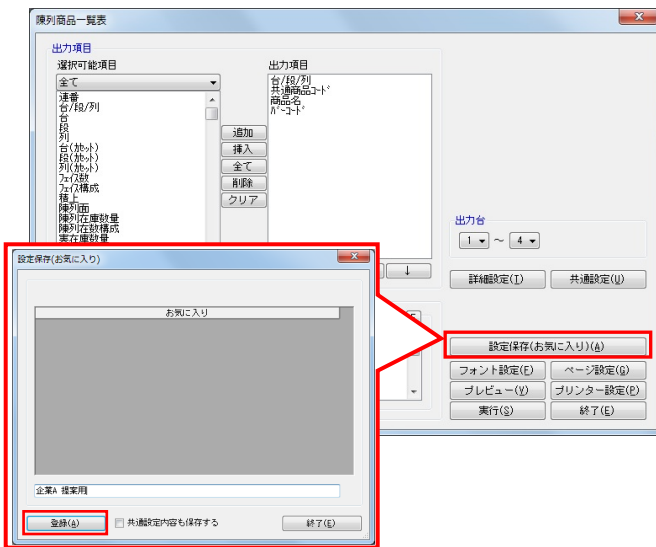 陳列商品一覧表
出力項目
選択可能項目
出力項目
全て
連番
台/段/列
台
段
列
台(ｶｾｯﾄ)
段(ｶｾｯﾄ)
列(ｶｾｯﾄ)
ﾌｪｲｽ数
ﾌｪｲｽ構成
積上
陳列面
陳列在庫数量
陳列在数構成
実在庫数量
追加
挿入
全て
削除
クリア
台/段/列
共通商品ｺｰﾄﾞ
商品名
ﾊﾞｰｺｰﾄﾞ
↓
出力台
1 ～ 4
詳細設定(I)
共通設定(U)
設定保存(お気に入り)(A)
フォント設定(F)
ページ設定(G)
プレビュー(V)
プリンター設定(P)
実行(S)
終了(E)
設定保存(お気に入り)
お気に入り
企業A 提案用
登録(A)
共通設定内容も保存する
終了(E)